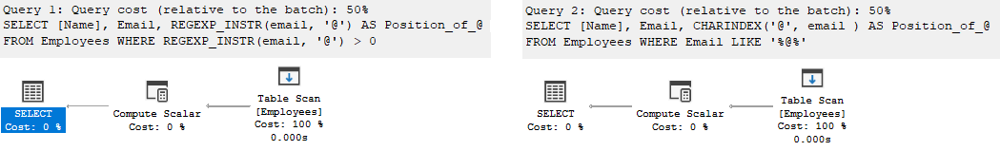 Query 1: Query cost (relative to the batch): 50%
SELECT [Name], Email, REGEXP_INSTR(email, '@') AS Position_of_@
FROM Employees WHERE REGEXP_INSTR(email, '@') > 0
SELECT
Cost: 0 %
Compute Scalar
Cost: 0 %
Table Scan
[Employees]
Cost: 100 %
0.000s
Query 2: Query cost (relative to the batch): 50%
SELECT [Name], Email, CHARINDEX('@', email ) AS Position_of_@
FROM Employees WHERE Email LIKE '%@%'
SELECT
Cost: 0 %
Compute Scalar
Cost: 0 %
Table Scan
[Employees]
Cost: 100 %
0.000s